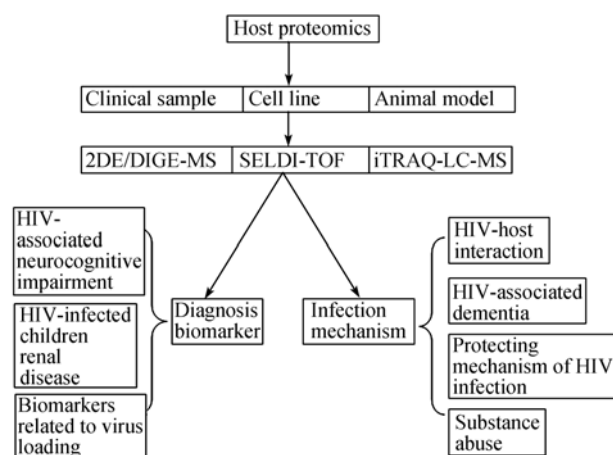 Host proteomics
Clinical sample
Cell line
Animal model
2DE/DIGE-MS
SELDI-TOF
iTRAQ-LC-MS
HIV-
associated
neurocognitive
impairment
HIV-infected
children
renal
disease
Biomarkers
related to virus
loading
Diagnosis
biomarker
Infection
mechanism
HIV-host
interaction
HIV-associated
dementia
Protecting
mechanism of HIV
infection
Substance
abuse